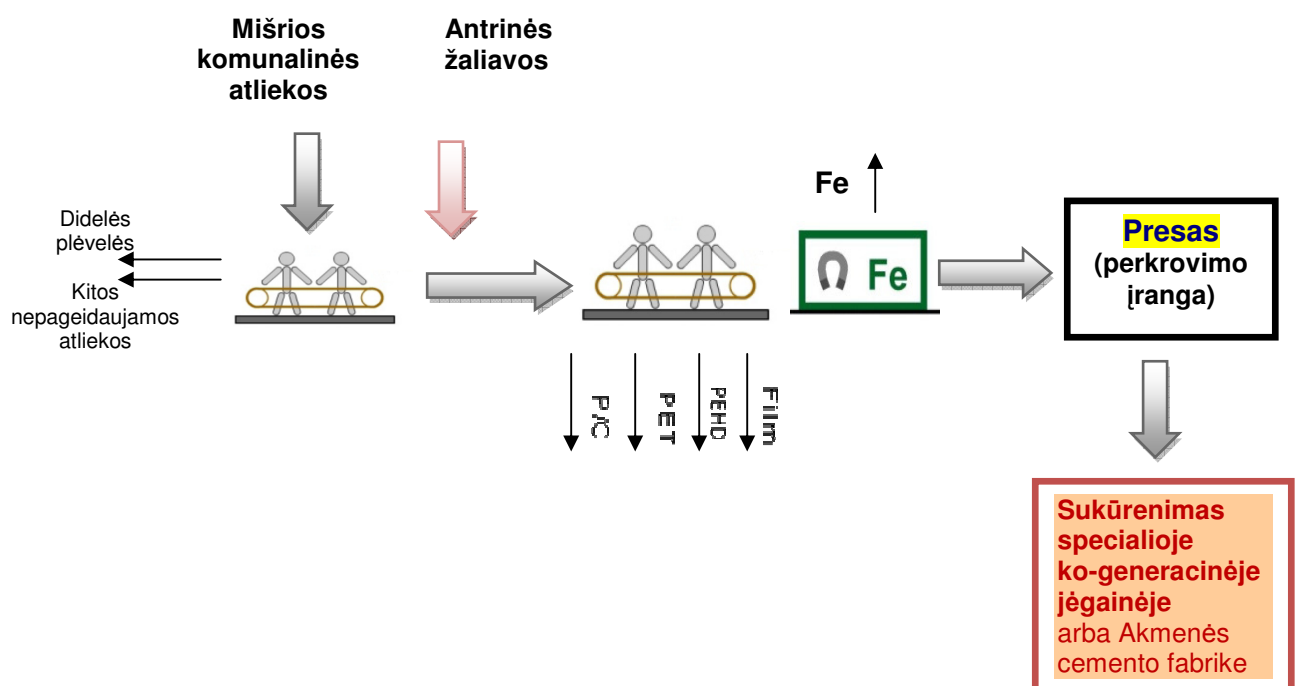 Mišrios
komunalinės
atliekos
Antrinės
žaliavos
Didelės
plėvelės
Kitos
nepageidaujamos
atliekos
Fe
Fe
P/C
PET
PEHD
Film
Presas
(perkrovimo
įranga)
Sukūrenimas
specialioje
ko-generacinėje
jėgainėje
arba Akmenės
cemento fabrike